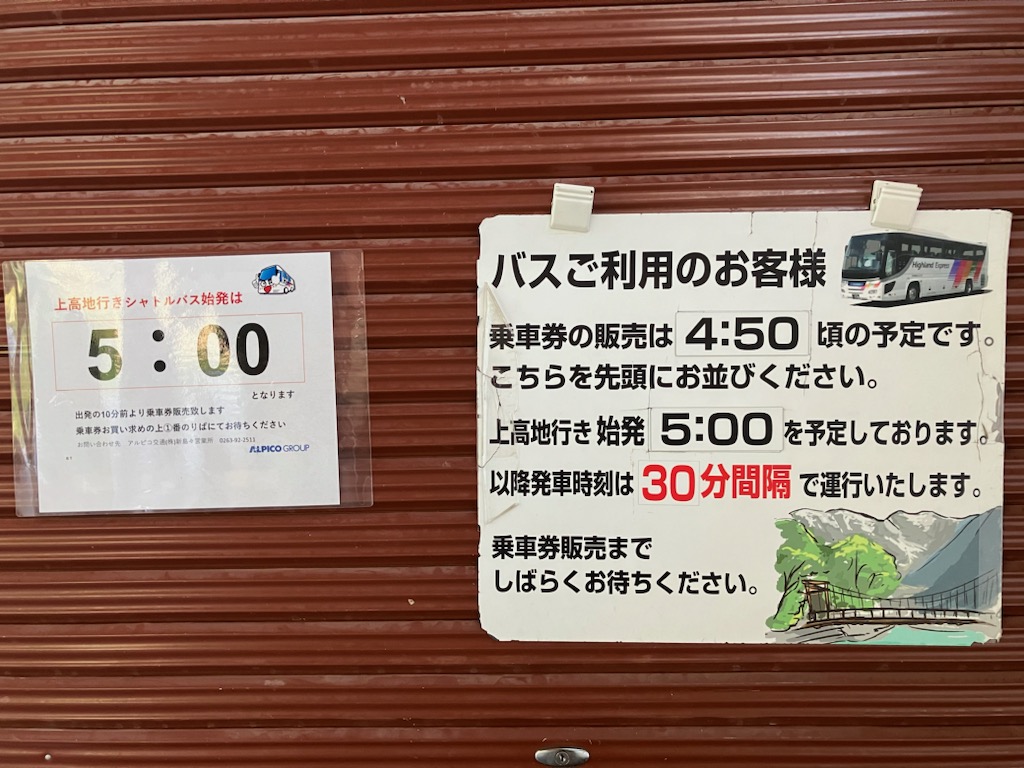 上高地行きシャトルバス始発は
5:00
となります
出発の10分前より乗車券販売致します
乗車券お買い求めの上①番のりばにてお待ちください
お問い合わせ先 アルピコ交通(株)新島々営業所 0263-92-2511
ALPICO GROUP
バスご利用のお客様
Highland Express
乗車券の販売は 4:50 頃の予定です。
こちらを先頭にお並びください。
上高地行き 始発 5:00 を予定しております。
以降発車時刻は 30分間隔 で運行いたします。
乗車券販売まで
しばらくお待ちください。